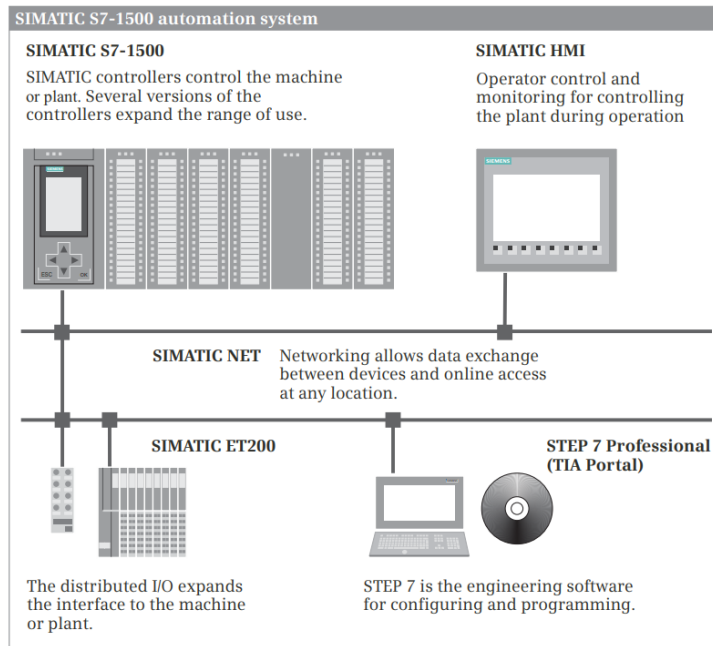 SIMATIC S7-1500 automation system
SIMATIC S7-1500
SIMATIC controllers control the machine
or plant. Several versions of the
controllers expand the range of use.
SIMATIC HMI
Operator control and
monitoring for controlling
the plant during operation
SIEMENS
ESC
OK
SIMATIC NET
Networking allows data exchange
between devices and online access
at any location.
SIMATIC ET200
STEP 7 Professional
(TIA Portal)
The distributed I/O expands
the interface to the machine
or plant.
STEP 7 is the engineering software
for configuring and programming.